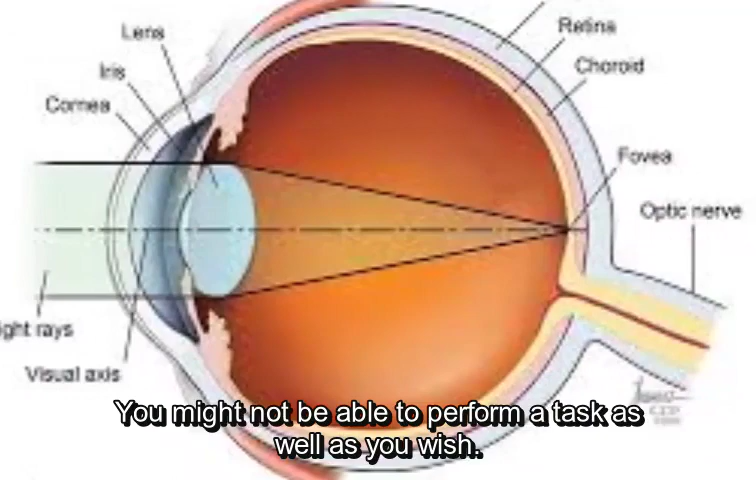 Lens
Retina
Iris
Choroid
Cornea
Fovea
Optic nerve
ight rays
Visual axis
You might not be able to perform a task as
well as you wish.